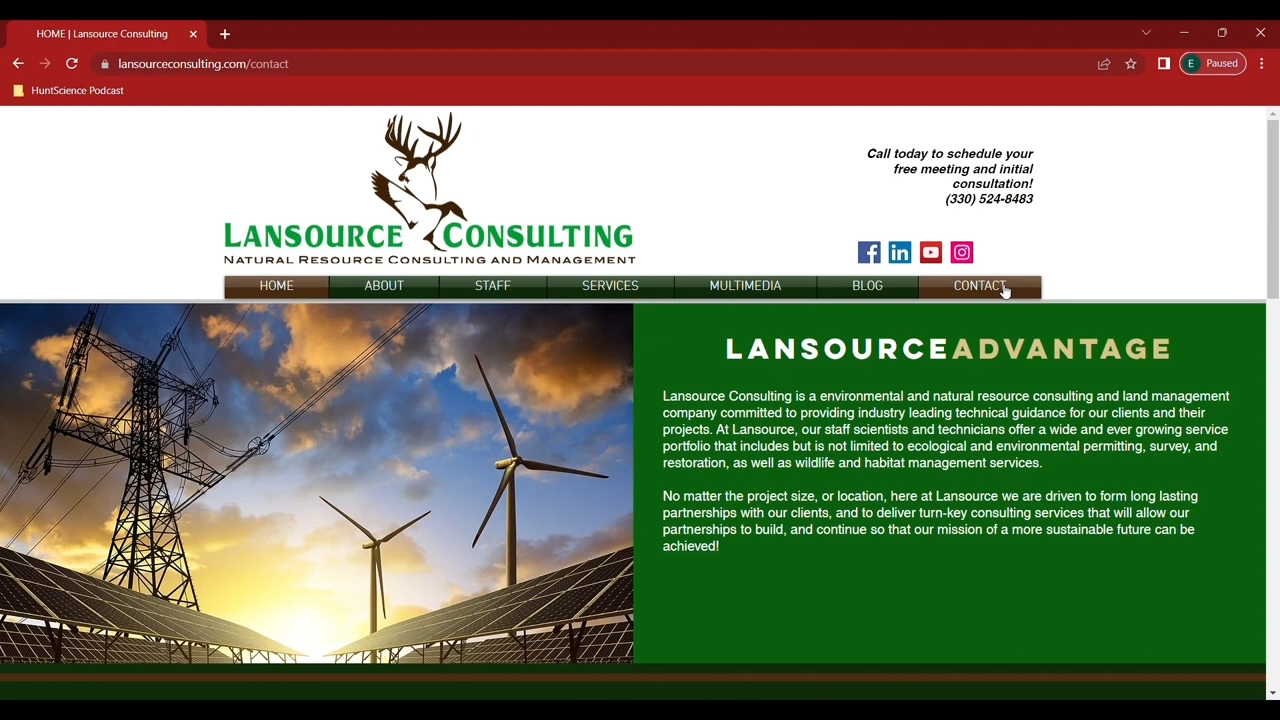 HOME | Lansource Consulting
lansourceconsulting.com/contact
E Paused
HuntScience Podcast
Call today to schedule your
free meeting and initial
consultation!
(330) 524-8483
LANSOURCE CONSULTING
NATURAL RESOURCE CONSULTING AND MANAGEMENT
HOME ABOUT STAFF SERVICES MULTIMEDIA BLOG CONTACT
LANSOURCEADVANTAGE
Lansource Consulting is a environmental and natural resource consulting and land management
company committed to providing industry leading technical guidance for our clients and their
projects. At Lansource, our staff scientists and technicians offer a wide and ever growing service
portfolio that includes but is not limited to ecological and environmental permitting, survey, and
restoration, as well as wildlife and habitat management services.
No matter the project size, or location, here at Lansource we are driven to form long lasting
partnerships with our clients, and to deliver turn-key consulting services that will allow our
partnerships to build, and continue so that our mission of a more sustainable future can be
achieved!